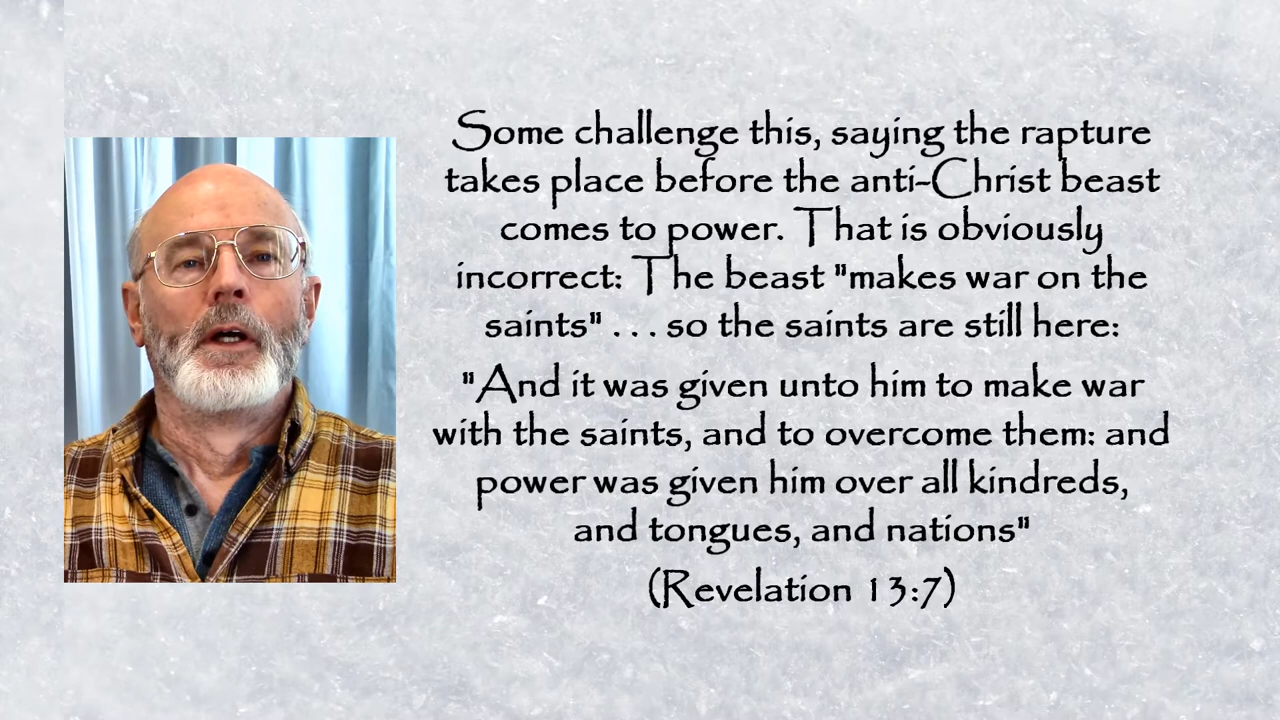 Some challenge this, saying the rapture
takes place before the anti-Christ beast
comes to power. That is obviously
incorrect: The beast "makes war on the
saints" . . . so the saints are still here:
"And it was given unto him to make war
with the saints, and to overcome them: and
power was given him over all kindreds,
and tongues, and nations"
(Revelation 13:7)